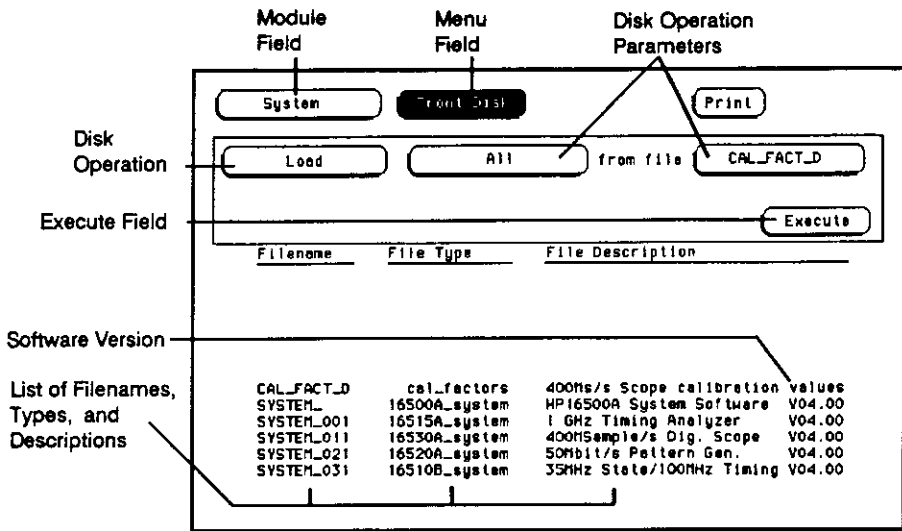 Module Field
Menu Field
Disk Operation Parameters
System
Front Disk
Print
Disk Operation
Load
All
from file
CAL_FACT_D
Execute Field
Execute
Filename
File Type
File Description
Software Version
List of Filenames, Types, and Descriptions
CAL_FACT_D cal_factors 400Ms/s Scope calibration values
SYSTEM_ 16500A_system HP16500A System Software V04.00
SYSTEM_001 16515A_system 1 GHz Timing Analyzer V04.00
SYSTEM_011 16530A_system 400MSample/s Dig. Scope V04.00
SYSTEM_021 16520A_system 50Mbit/s Pattern Gen. V04.00
SYSTEM_031 16510B_system 35MHz State/100MHz Timing V04.00